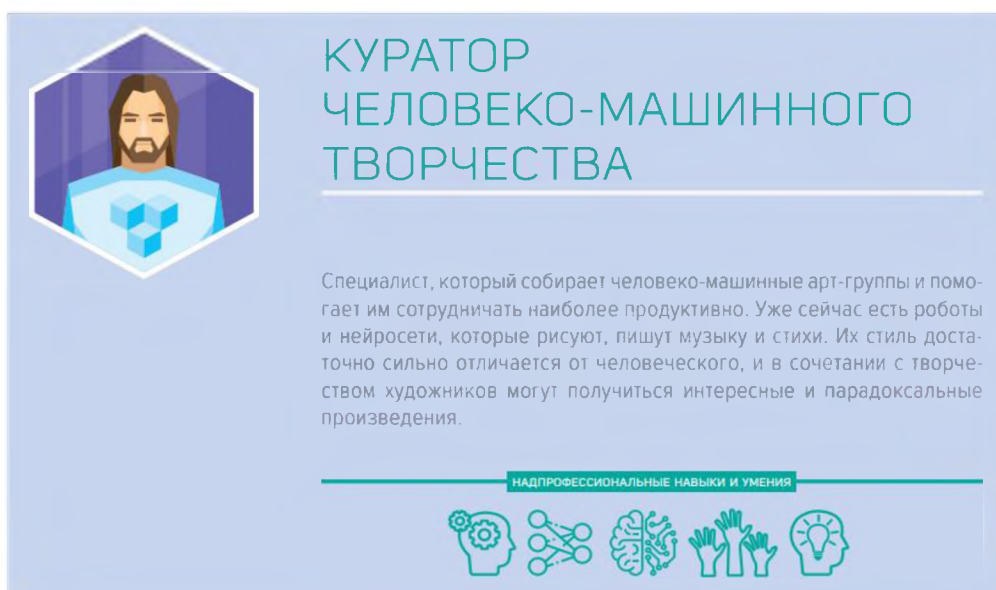 КУРАТОР
ЧЕЛОВЕКО-МАШИННОГО
ТВОРЧЕСТВА
Специалист, который собирает человеко-машинные арт-группы и помо-
гает им сотрудничать наиболее продуктивно. Уже сейчас есть роботы
и нейросети, которые рисуют, пишут музыку и стихи. Их стиль доста-
точно сильно отличается от человеческого, и в сочетании с творче-
ством художников могут получиться интересные и парадоксальные
произведения.
НАДПРОФЕССИОНАЛЬНЫЕ НАВЫКИ И УМЕНИЯ